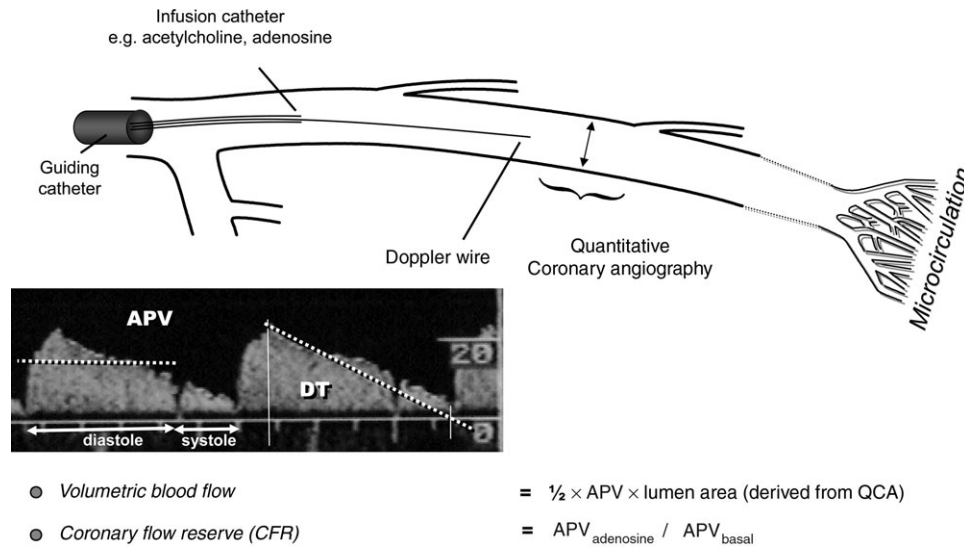 Infusion catheter
e.g. acetylcholine, adenosine
Guiding
catheter
Doppler wire
Quantitative
Coronary angiography
Microcirculation
APV
20
DT
0
diastole
systole
Volumetric blood flow
= ½ × APV × lumen area (derived from QCA)
Coronary flow reserve (CFR)
= APVadenosine / APVbasal